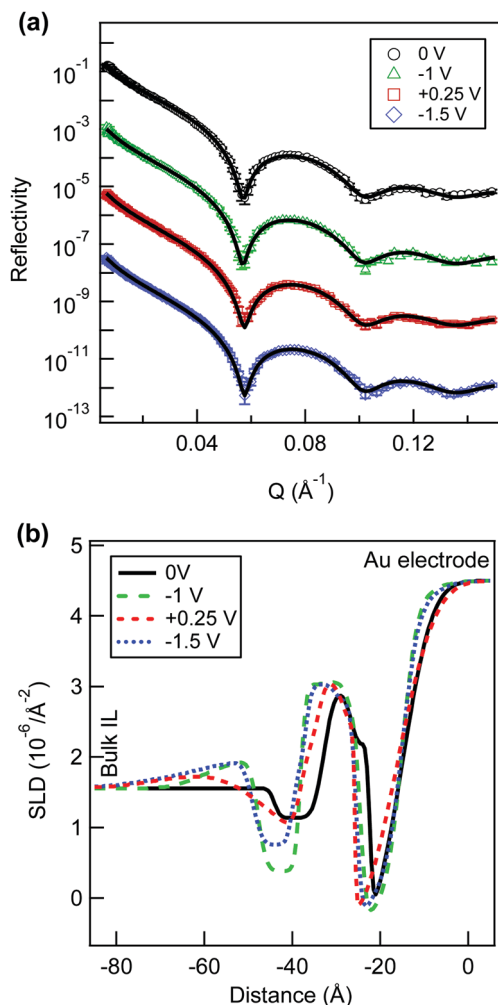 (a)
0 V
-1 V
+0.25 V
-1.5 V
Reflectivity
10^-1
10^-3
10^-5
10^-7
10^-9
10^-11
10^-13
0.04
0.08
0.12
Q (Å^-1)
(b)
Au electrode
0V
-1 V
+0.25 V
-1.5 V
Bulk IL
SLD (10^-6/Å^-2)
5
3
2
0
-80
-60
-40
-20
0
Distance (Å)